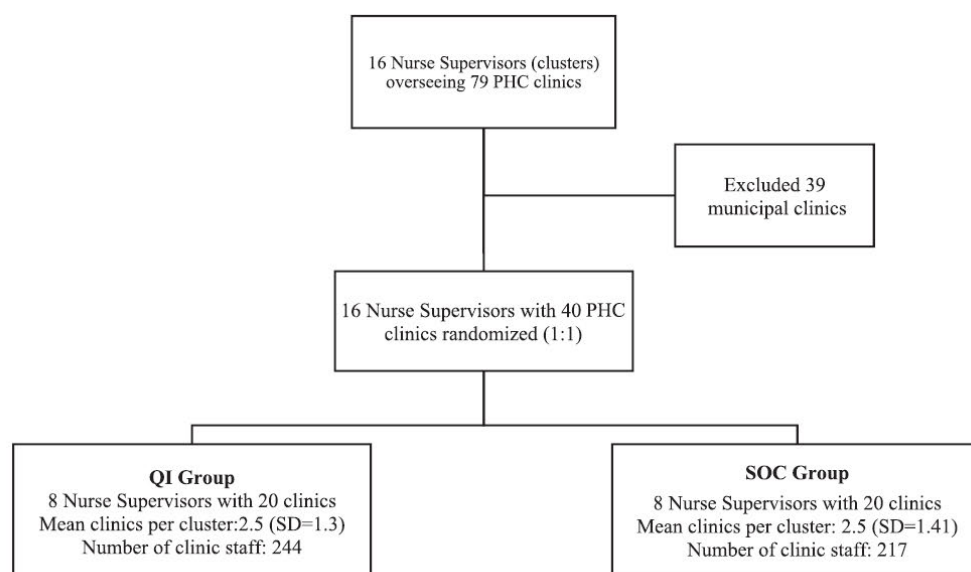 16 Nurse Supervisors (clusters)
overseeing 79 PHC clinics
Excluded 39
municipal clinics
16 Nurse Supervisors with 40 PHC
clinics randomized (1:1)
QI Group
8 Nurse Supervisors with 20 clinics
Mean clinics per cluster:2.5 (SD=1.3)
Number of clinic staff: 244
SOC Group
8 Nurse Supervisors with 20 clinics
Mean clinics per cluster: 2.5 (SD=1.41)
Number of clinic staff: 217